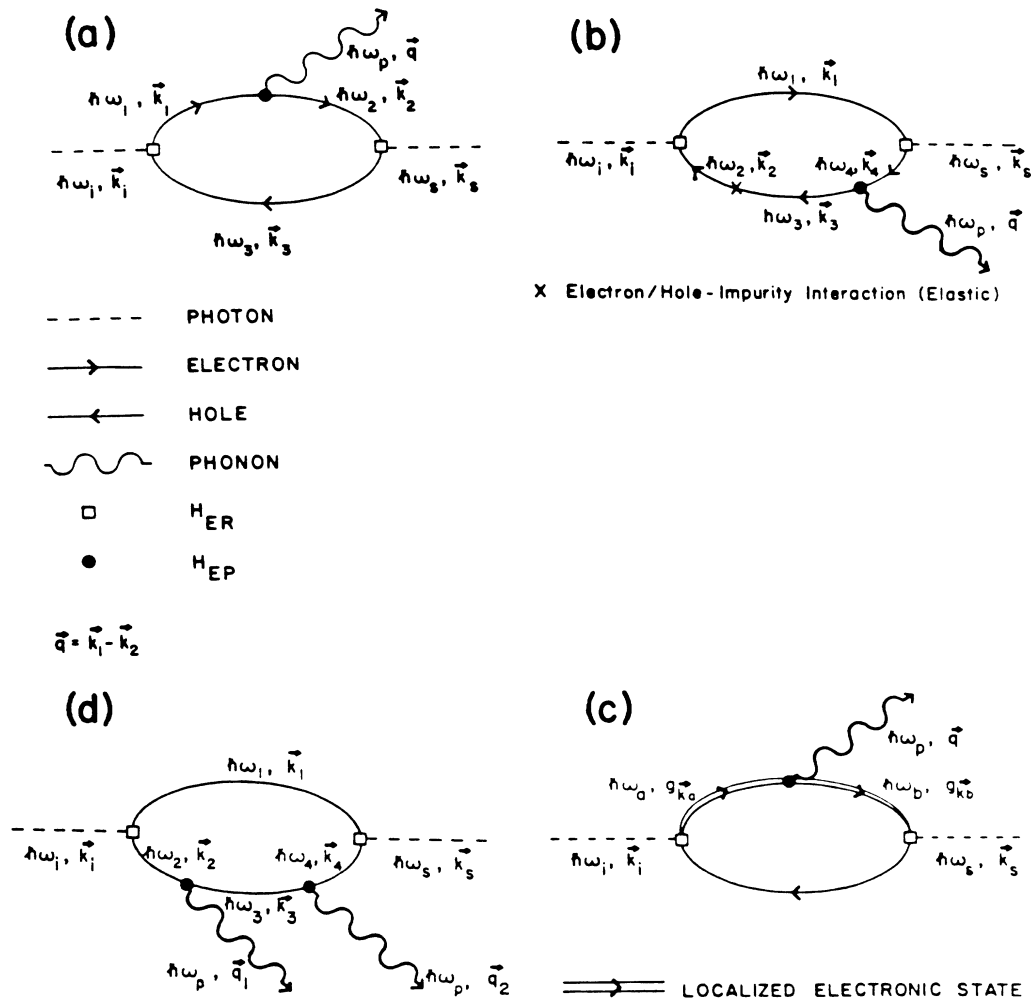 (a)
ħω_p, q⃗
ħω_1, k⃗_1
ħω_2, k⃗_2
ħω_i, k⃗_i
ħω_s, k⃗_s
ħω_3, k⃗_3
(b)
ħω_1, k⃗_1
ħω_i, k⃗_i
ħω_2, k⃗_2
ħω_4, k⃗_4
ħω_s, k⃗_s
ħω_3, k⃗_3
ħω_p, q⃗
X Electron/Hole-Impurity Interaction (Elastic)
PHOTON
ELECTRON
HOLE
PHONON
H_ER
H_EP
q⃗ = k⃗_1 - k⃗_2
(d)
ħω_1, k⃗_1
ħω_i, k⃗_i
ħω_2, k⃗_2
ħω_4, k⃗_4
ħω_s, k⃗_s
ħω_3, k⃗_3
ħω_p, q⃗_1
ħω_p, q⃗_2
(c)
ħω_p, q⃗
ħω_a, g_k⃗a
ħω_b, g_k⃗b
ħω_i, k⃗_i
ħω_s, k⃗_s
LOCALIZED ELECTRONIC STATE